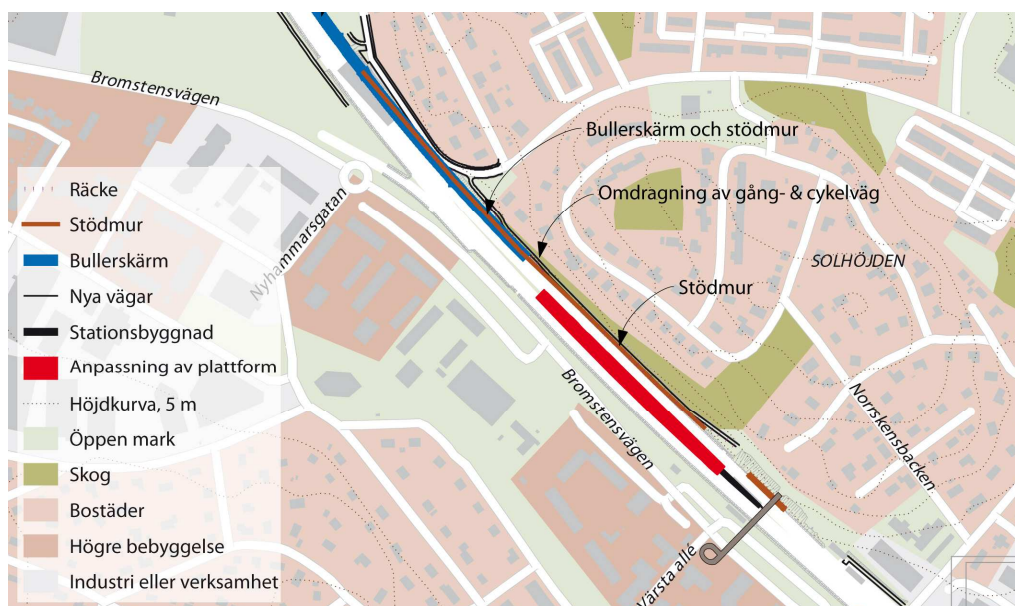 Bromstensvägen
Bullerskärm och stödmur
Omdragning av gång- & cykelväg
SOLHÖJDEN
Stödmur
Nyhammarsgatan
Bromstensvägen
Norrskensbacken
Värsta allé
Räcke
Stödmur
Bullerskärm
Nya vägar
Stationsbyggnad
Anpassning av plattform
Höjdkurva, 5 m
Öppen mark
Skog
Bostäder
Högre bebyggelse
Industri eller verksamhet